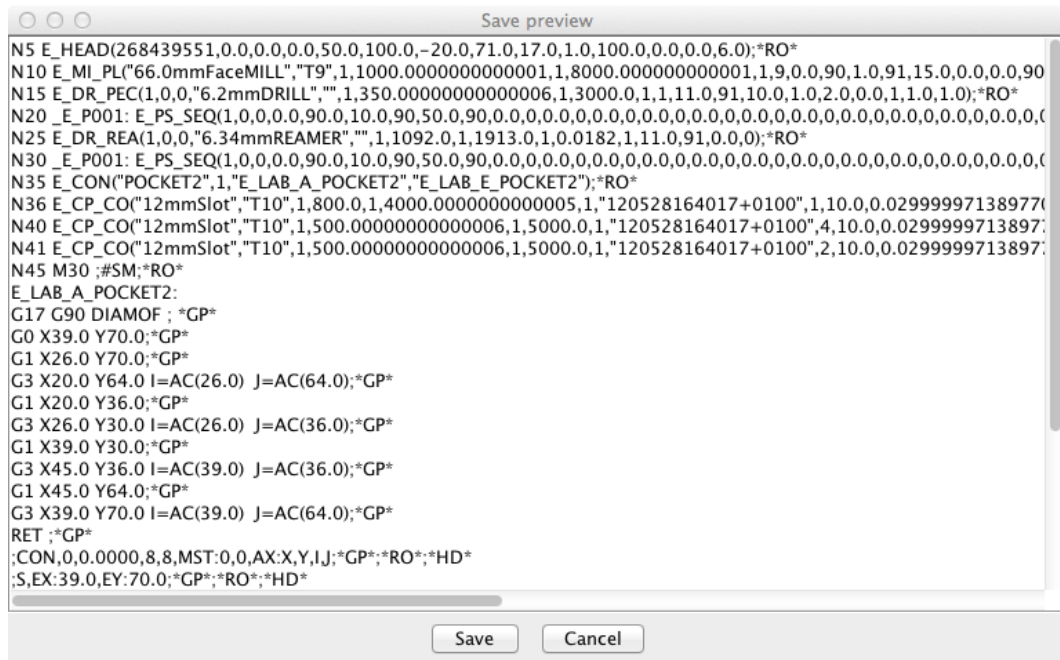 Save preview
N5 E_HEAD(268439551,0.0,0.0,0.0,50.0,100.0,-20.0,71.0,17.0,1.0,100.0,0.0,0.0,6.0);*RO*
N10 E_MI_PL("66.0mmFaceMILL","T9",1,1000.0000000000001,1,8000.000000000001,1,9,0.0,90,1.0,91,15.0,0.0,0.0,90
N15 E_DR_PEC(1,0,0,"6.2mmDRILL","",1,350.00000000000006,1,3000.0,1,1,11.0,91,10.0,1.0,2.0,0.0,1,1.0,1.0);*RO*
N20 _E_P001: E_PS_SEQ(1,0,0,0.0,90.0,10.0,90,50.0,90,0.0,0.0,0.0,0.0,0.0,0.0,0.0,0.0,0.0,0.0,0.0,0.0,0.0,0.0,0.0,0.0,0
N25 E_DR_REA(1,0,0,"6.34mmREAMER","",1,1092.0,1,1913.0,1,0.0182,1,11.0,91,0.0,0);*RO*
N30 _E_P001: E_PS_SEQ(1,0,0,0.0,90.0,10.0,90,50.0,90,0.0,0.0,0.0,0.0,0.0,0.0,0.0,0.0,0.0,0.0,0.0,0.0,0.0,0.0,0.0,0.0,0
N35 E_CON("POCKET2",1,"E_LAB_A_POCKET2","E_LAB_E_POCKET2");*RO*
N36 E_CP_CO("12mmSlot","T10",1,800.0,1,4000.0000000000005,1,"120528164017+0100",1,10.0,0.02999997138977
N40 E_CP_CO("12mmSlot","T10",1,500.00000000000006,1,5000.0,1,"120528164017+0100",4,10.0,0.0299999713897
N41 E_CP_CO("12mmSlot","T10",1,500.00000000000006,1,5000.0,1,"120528164017+0100",2,10.0,0.0299999713897
N45 M30 ;#SM;*RO*
E_LAB_A_POCKET2:
G17 G90 DIAMOF ; *GP*
G0 X39.0 Y70.0;*GP*
G1 X26.0 Y70.0;*GP*
G3 X20.0 Y64.0 I=AC(26.0)  J=AC(64.0);*GP*
G1 X20.0 Y36.0;*GP*
G3 X26.0 Y30.0 I=AC(26.0)  J=AC(36.0);*GP*
G1 X39.0 Y30.0;*GP*
G3 X45.0 Y36.0 I=AC(39.0)  J=AC(36.0);*GP*
G1 X45.0 Y64.0;*GP*
G3 X39.0 Y70.0 I=AC(39.0)  J=AC(64.0);*GP*
RET ;*GP*
;CON,0,0.0000,8,8,MST:0,0,AX:X,Y,I,J;*GP*;*RO*;*HD*
;S,EX:39.0,EY:70.0;*GP*;*RO*;*HD*
Save
Cancel